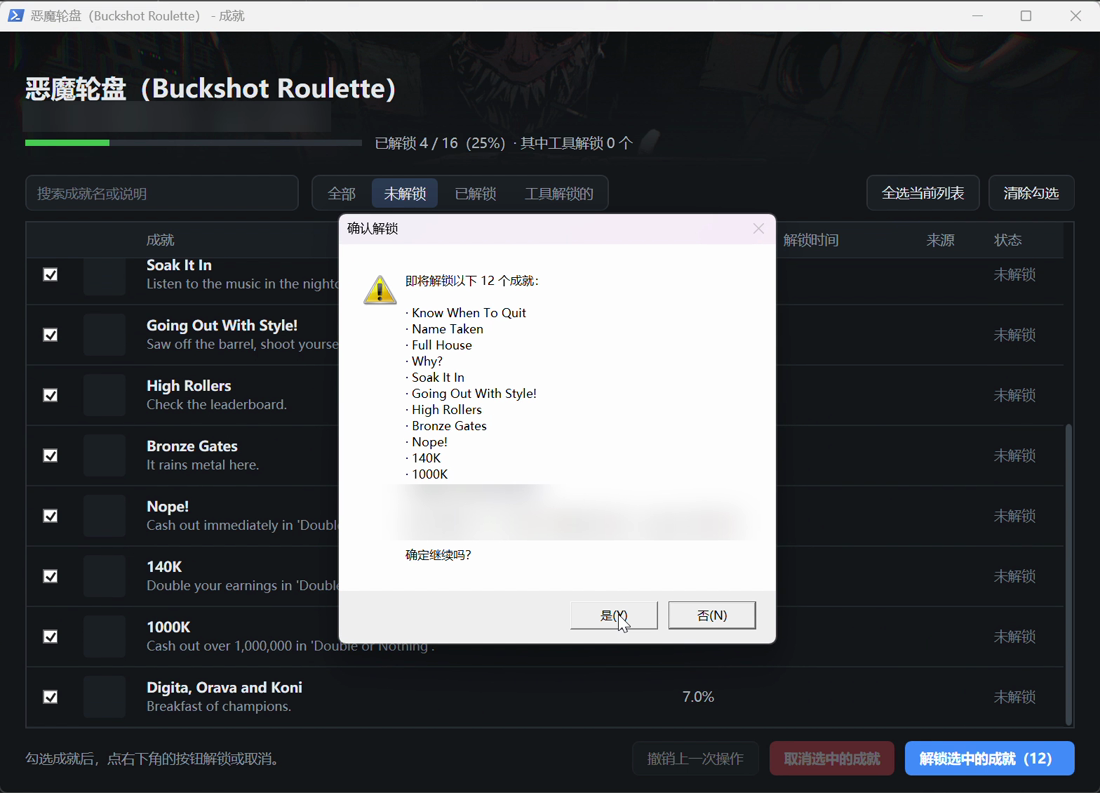 恶魔轮盘（Buckshot Roulette） - 成就
恶魔轮盘（Buckshot Roulette）
已解锁 4 / 16（25%）· 其中工具解锁 0 个
搜索成就名或说明
全部 未解锁 已解锁 工具解锁的
全选当前列表 清除勾选
成就 解锁时间 来源 状态
Soak It In
Listen to the music in the
未解锁
Going Out With Style!
Saw off the barrel, shoot
未解锁
High Rollers
Check the leaderboard.
未解锁
Bronze Gates
It rains metal here.
未解锁
Nope!
Cash out immediately in
未解锁
140K
Double your earnings in
未解锁
1000K
Cash out over 1,000,000 in 'Double or Nothing'.
未解锁
Digita, Orava and Koni
Breakfast of champions.
7.0%
未解锁
确认解锁
即将解锁以下 12 个成就：
· Know When To Quit
· Name Taken
· Full House
· Why?
· Soak It In
· Going Out With Style!
· High Rollers
· Bronze Gates
· Nope!
· 140K
· 1000K
确定继续吗？
是(Y) 否(N)
勾选成就后，点右下角的按钮解锁或取消。
撤销上一次操作 取消选中的成就 解锁选中的成就（12）